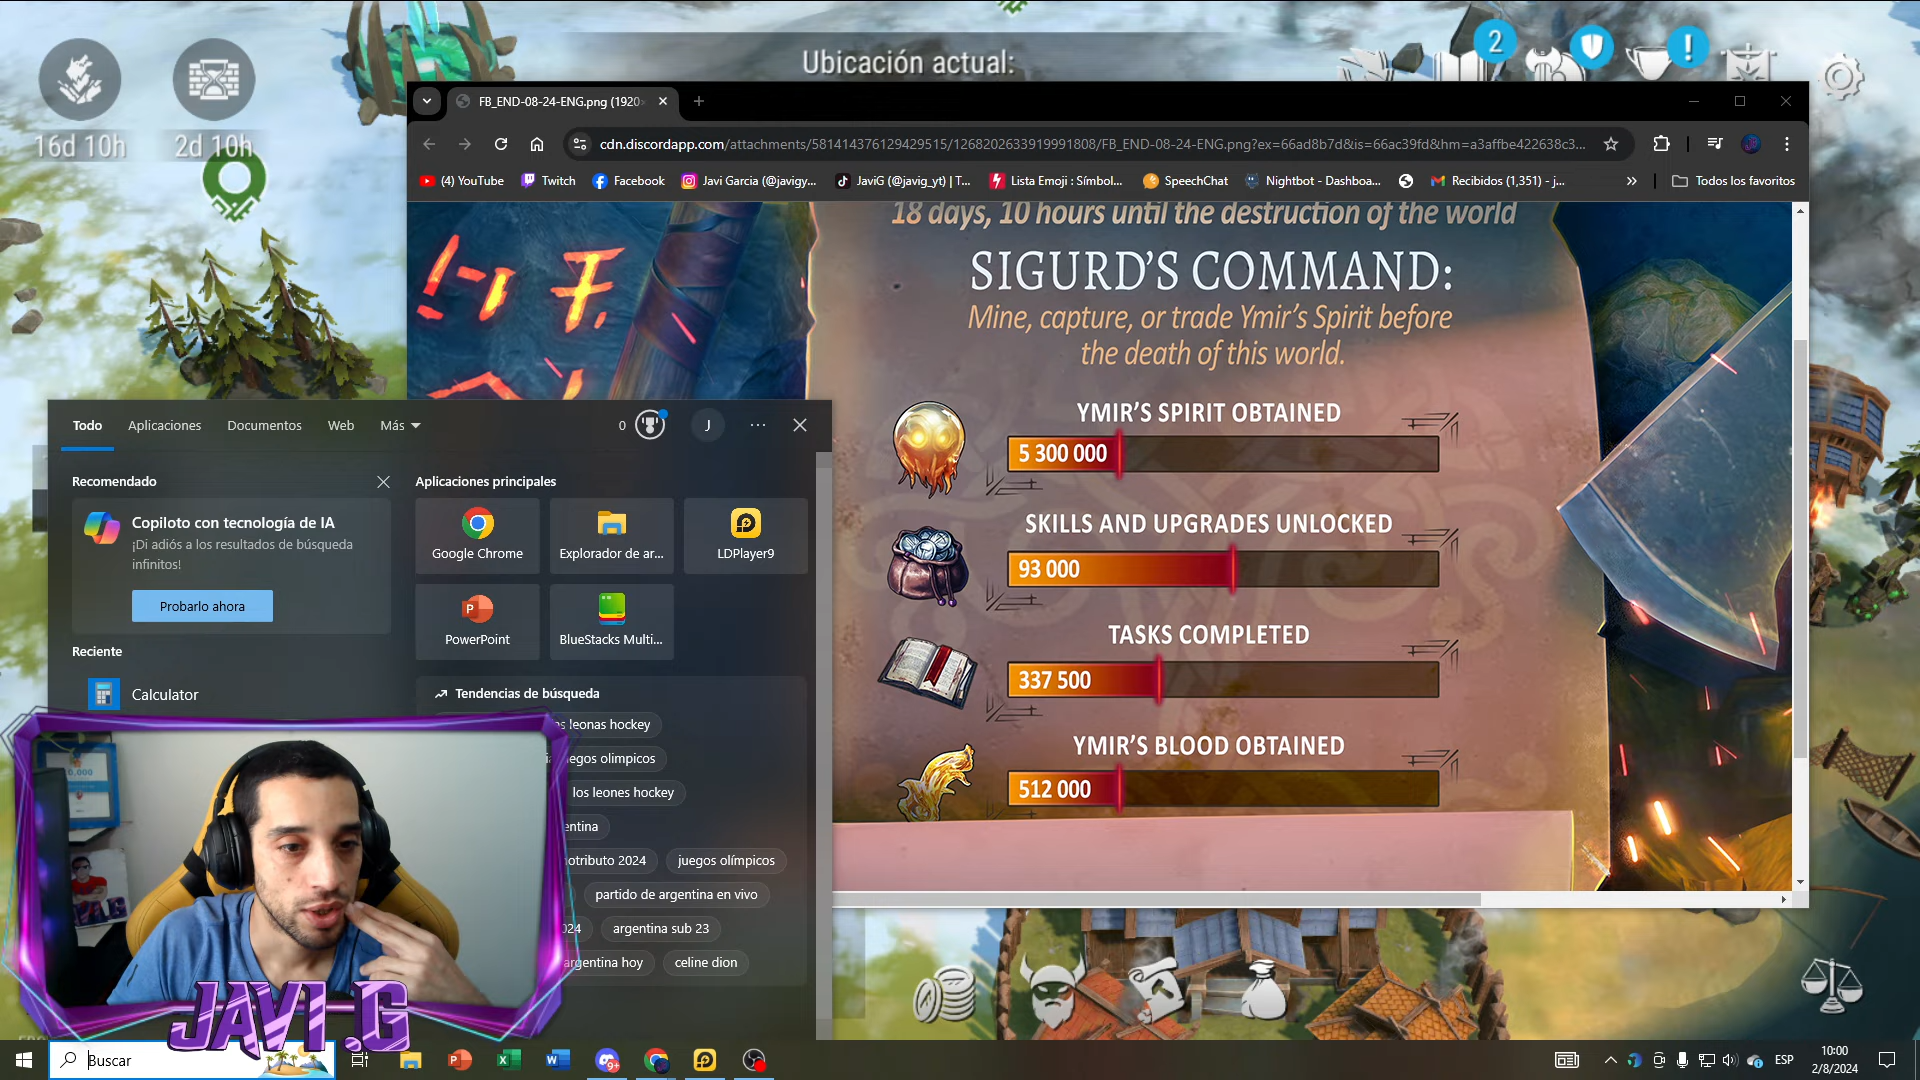 16d 10h
2d 10h
Ubicación actual:
2
!
FB_END-08-24-ENG.png (1920
cdn.discordapp.com/attachments/581414376129429515/1268202633919991808/FB_END-08-24-ENG.png?ex=66ad8b7d&is=66ac39fd&hm=a3affbe422638c3...
(4) YouTube
Twitch
Facebook
Javi Garcia (@javigy...
JaviG (@javig_yt) | T...
Lista Emoji : Símbol...
SpeechChat
Nightbot - Dashboa...
Recibidos (1,351) - j...
Todos los favoritos
18 days, 10 hours until the destruction of the world
SIGURD'S COMMAND:
Mine, capture, or trade Ymir's Spirit before
the death of this world.
YMIR'S SPIRIT OBTAINED
5 300 000
SKILLS AND UPGRADES UNLOCKED
93 000
TASKS COMPLETED
337 500
YMIR'S BLOOD OBTAINED
512 000
Todo
Aplicaciones
Documentos
Web
Más
0
J
Recomendado
Copiloto con tecnología de IA
¡Di adiós a los resultados de búsqueda
infinitos!
Probarlo ahora
Reciente
Calculator
Aplicaciones principales
Google Chrome
Explorador de ar...
LDPlayer9
PowerPoint
BlueStacks Multi...
Tendencias de búsqueda
leonas hockey
olimpicos
los leones hockey
2024
juegos olímpicos
partido de argentina en vivo
argentina sub 23
argentina hoy
celine dion
JAVI.G
Buscar
9+
ESP
10:00
2/8/2024